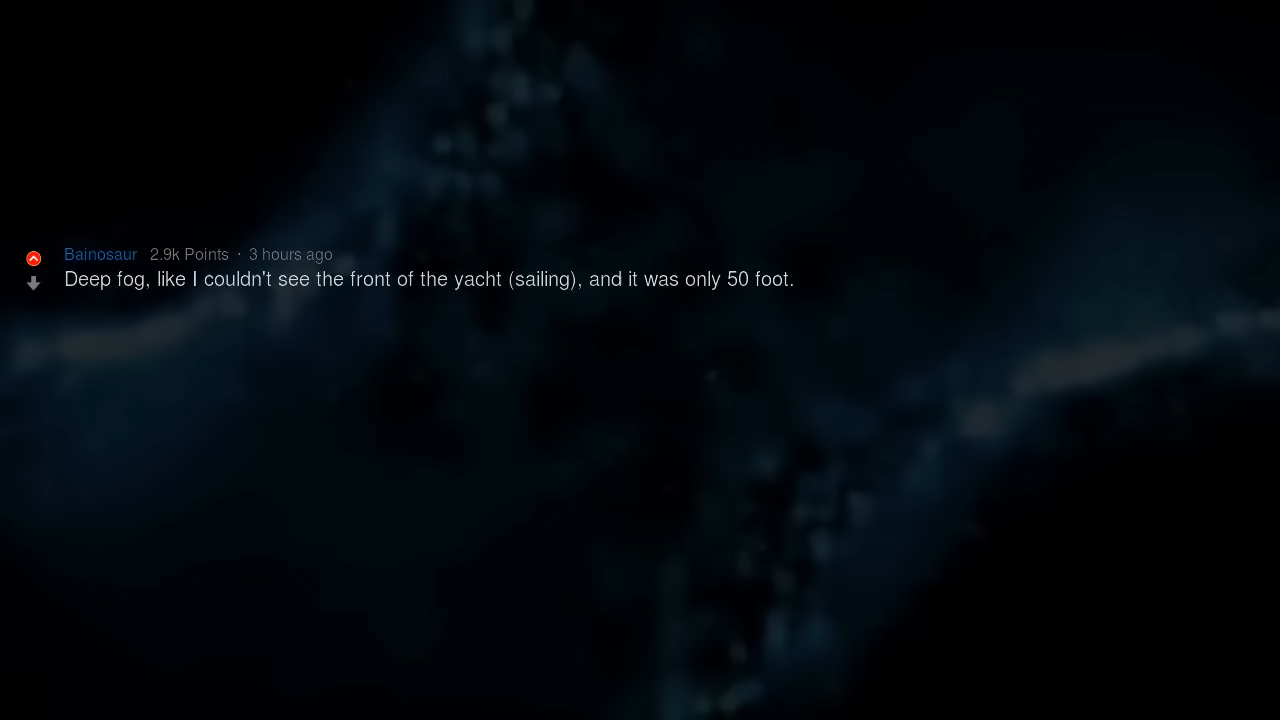 Bainosaur 2.9k Points · 3 hours ago
Deep fog, like I couldn't see the front of the yacht (sailing), and it was only 50 foot.